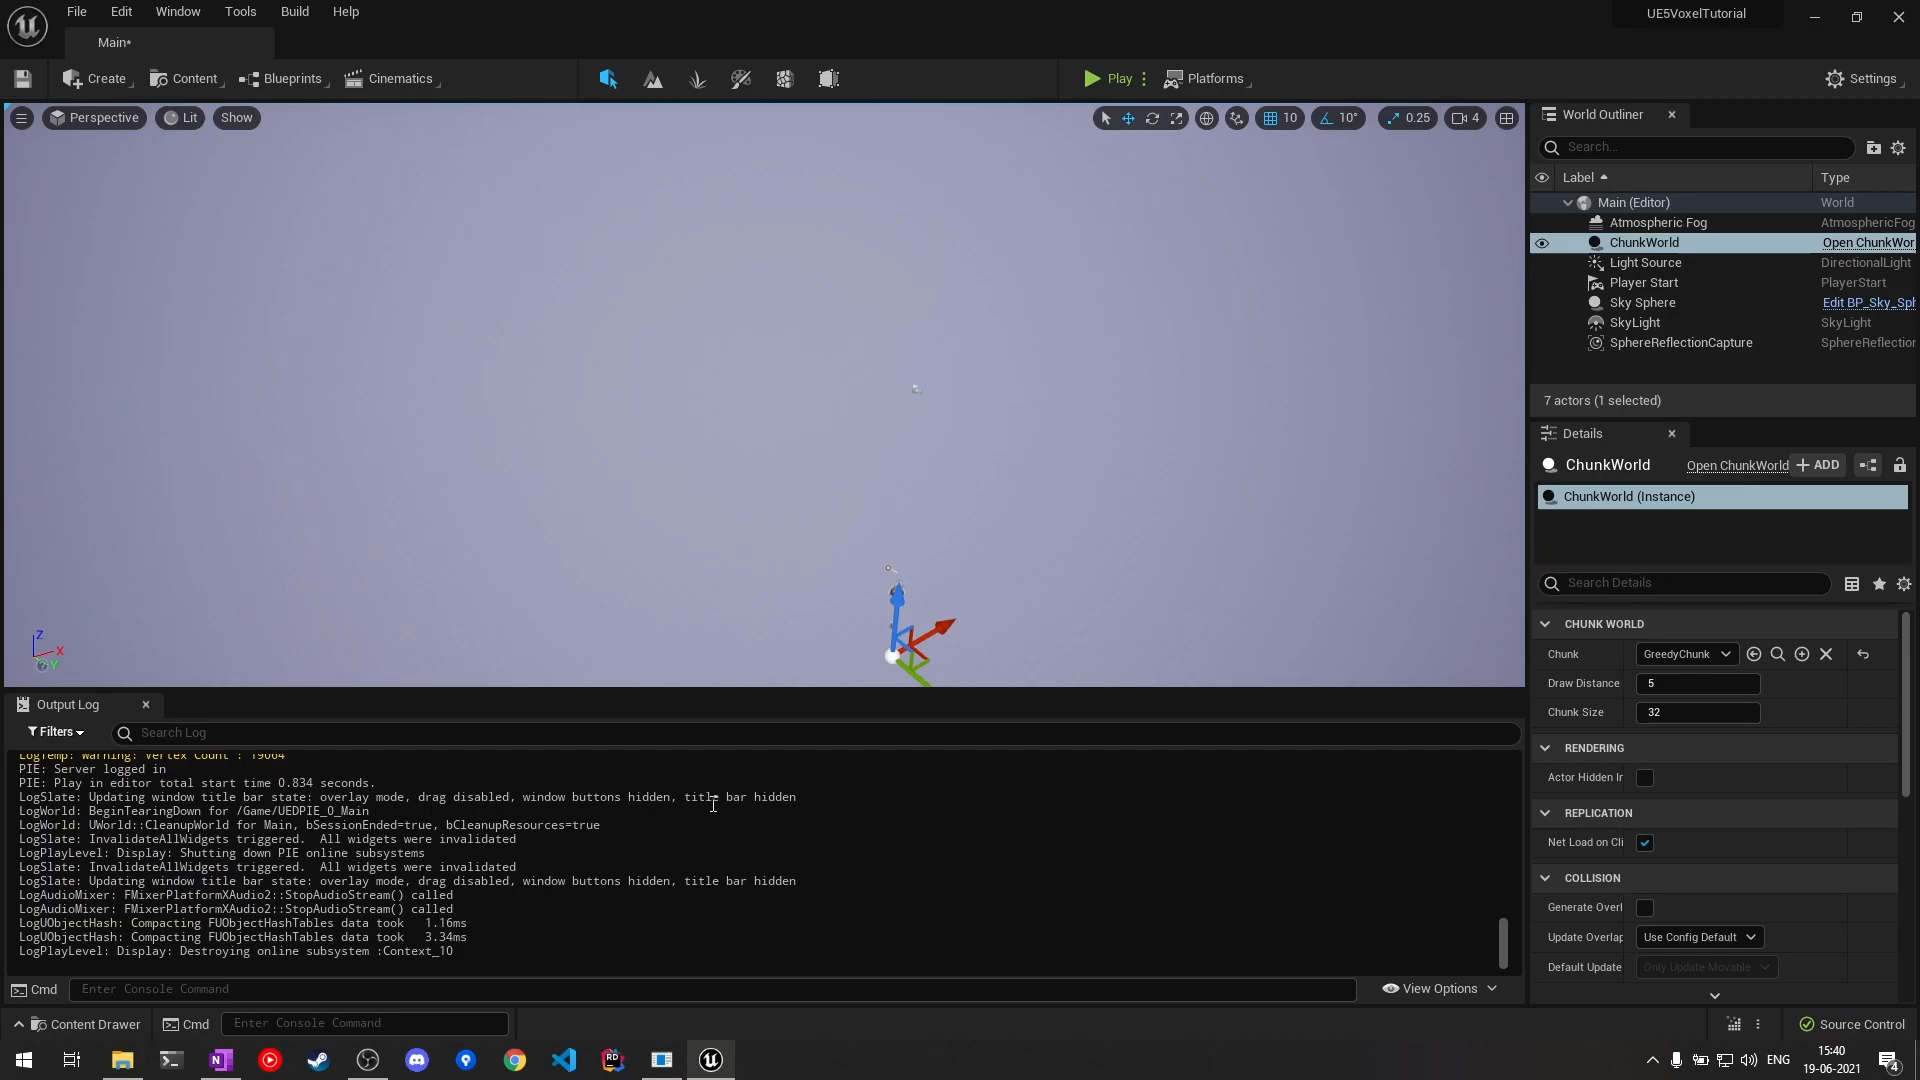 File Edit Window Tools Build Help
UE5VoxelTutorial
Main*
Create Content Blueprints Cinematics
Play Platforms Settings
Perspective Lit Show
10 10° 0.25 4
World Outliner
Search...
Label Type
Main (Editor) World
Atmospheric Fog AtmosphericFog
ChunkWorld Open ChunkWor
Light Source DirectionalLight
Player Start PlayerStart
Sky Sphere Edit BP_Sky_Sph
SkyLight SkyLight
SphereReflectionCapture SphereReflection
7 actors (1 selected)
Details
ChunkWorld Open ChunkWorld + ADD
ChunkWorld (Instance)
Search Details
CHUNK WORLD
Chunk GreedyChunk
Draw Distance 5
Chunk Size 32
RENDERING
Actor Hidden In
REPLICATION
Net Load on Cli
COLLISION
Generate Overl
Update Overlap Use Config Default
Default Update Only Update Movable
Z
X
Y
Output Log
Filters Search Log
LogTemp: Warning: Vertex Count : 19064
PIE: Server logged in
PIE: Play in editor total start time 0.834 seconds.
LogSlate: Updating window title bar state: overlay mode, drag disabled, window buttons hidden, title bar hidden
LogWorld: BeginTearingDown for /Game/UEDPIE_0_Main
LogWorld: UWorld::CleanupWorld for Main, bSessionEnded=true, bCleanupResources=true
LogSlate: InvalidateAllWidgets triggered.  All widgets were invalidated
LogPlayLevel: Display: Shutting down PIE online subsystems
LogSlate: InvalidateAllWidgets triggered.  All widgets were invalidated
LogSlate: Updating window title bar state: overlay mode, drag disabled, window buttons hidden, title bar hidden
LogAudioMixer: FMixerPlatformXAudio2::StopAudioStream() called
LogAudioMixer: FMixerPlatformXAudio2::StopAudioStream() called
LogUObjectHash: Compacting FUObjectHashTables data took   1.16ms
LogUObjectHash: Compacting FUObjectHashTables data took   3.34ms
LogPlayLevel: Display: Destroying online subsystem :Context_10
Cmd Enter Console Command View Options
Content Drawer Cmd Enter Console Command Source Control
RD
ENG
15:40
19-06-2021
4